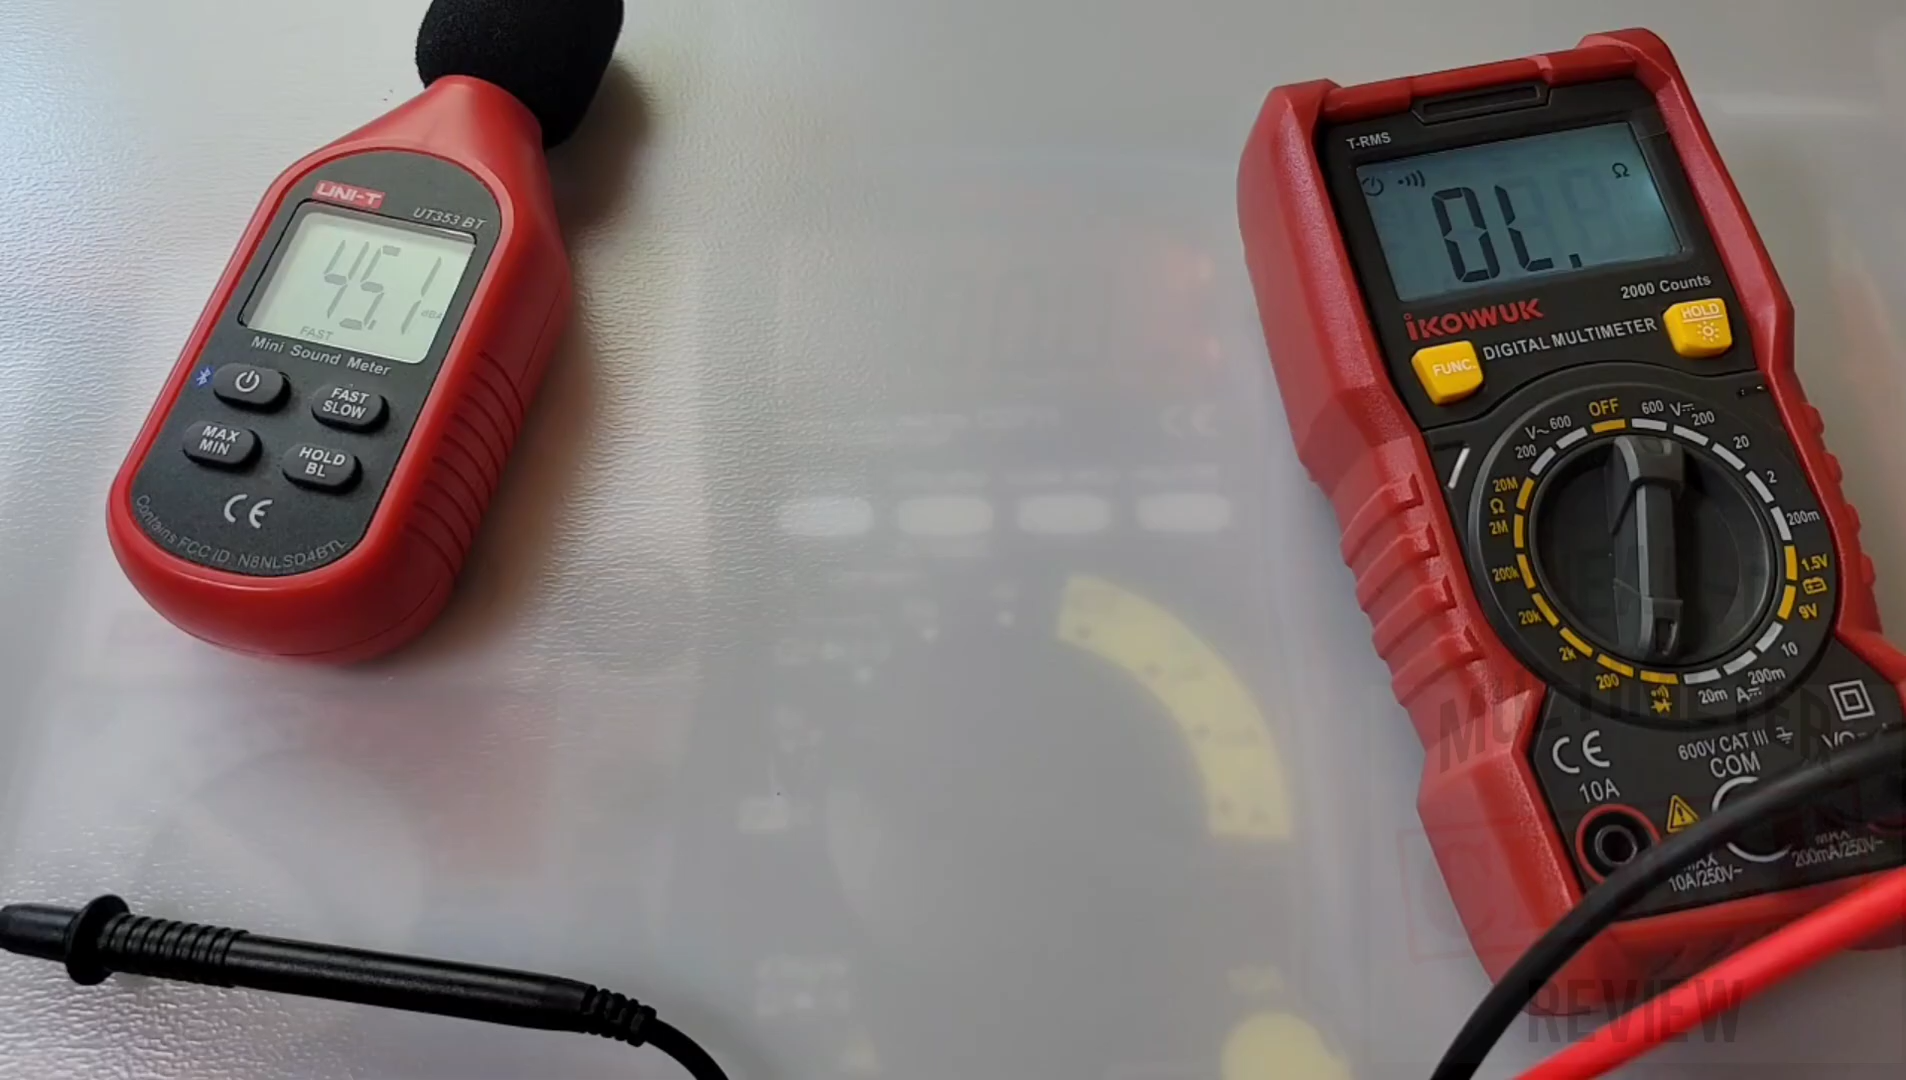 UNI-T
UT353 BT
45.1
dBA
FAST
Mini Sound Meter
FAST
SLOW
MAX
MIN
HOLD
BL
CE
Contains FCC ID: N8NLSD4BTL
T-RMS
Ω
OL.
2000 Counts
iKOWUK
DIGITAL MULTIMETER
HOLD
FUNC.
OFF
600 V
200
20
2
200m
1.5V
9V
10
200m
A
20m
200
2k
20k
200k
2M
Ω
20M
200
V~ 600
CE
600V CAT III
COM
10A
MAX
10A/250V~
MAX
200mA/250V~
MULTIMETER
REVIEW
CE